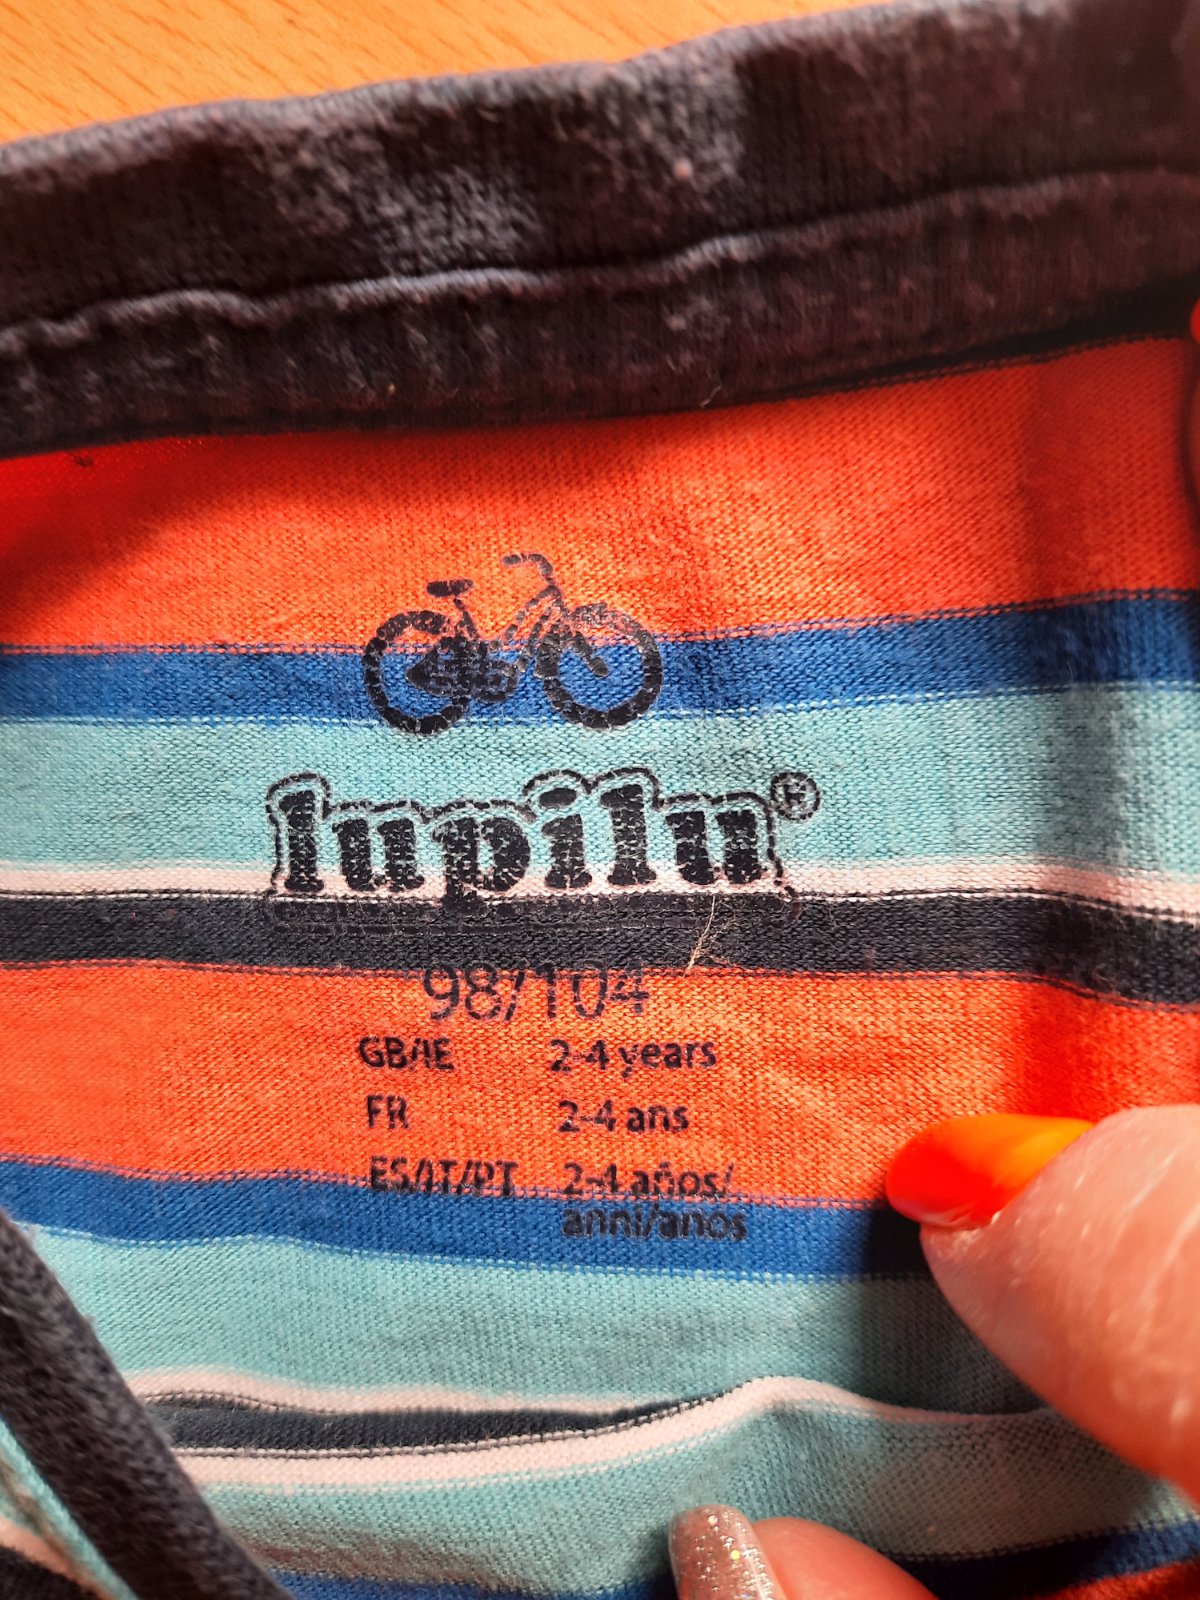 lupilu®
98/104
GB/IE 2-4 years
FR 2-4 ans
ES/IT/PT 2-4 años/
anni/anos